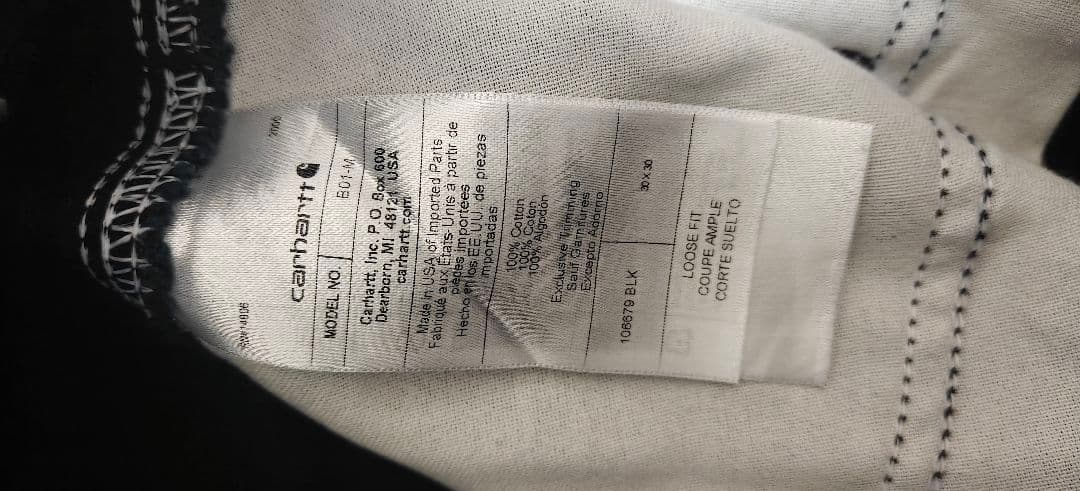 2000
carhartt
MODEL NO. B01-M
Carhartt, Inc. P.O. Box 600
Dearborn, MI. 48121 USA
carhartt.com
Made in USA of Imported Parts
Fabriqué aux États-Unis à partir de
pièces importées
Hecho en los EE.UU. de piezas
importadas
100% Cotton
100% Coton
100% Algodón
Exclusive Trimming
Sauf Garnitures
Excepto Adorno
106679 BLK
X 30
LOOSE FIT
COUPE AMPLE
CORTE SUELTO